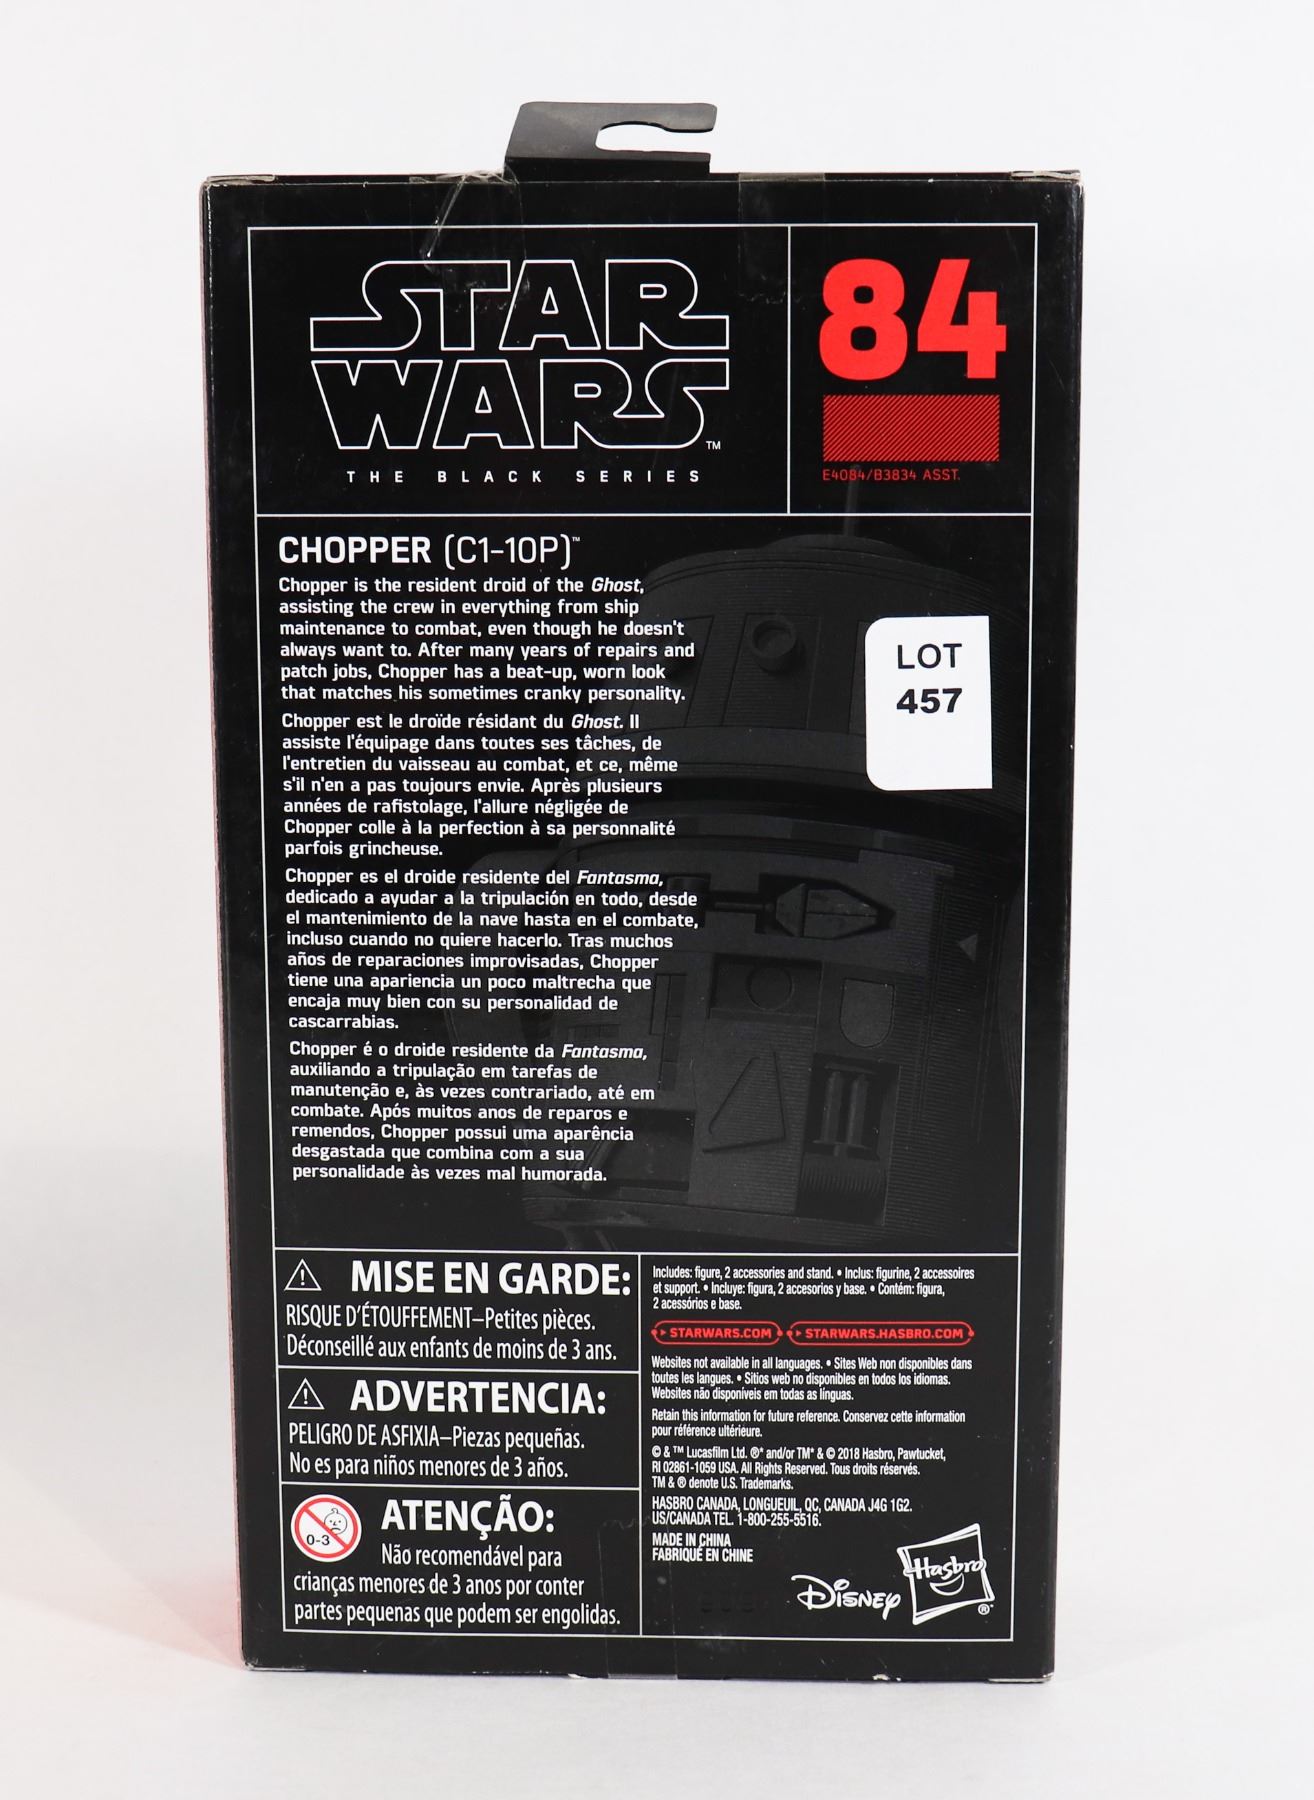 STAR
WARS
TM
THE BLACK SERIES
84
E4084/B3834 ASST.
CHOPPER (C1-10P)™
Chopper is the resident droid of the Ghost,
assisting the crew in everything from ship
maintenance to combat, even though he doesn't
always want to. After many years of repairs and
patch jobs, Chopper has a beat-up, worn look
that matches his sometimes cranky personality.
Chopper est le droïde résidant du Ghost. Il
assiste l'équipage dans toutes ses tâches, de
l'entretien du vaisseau au combat, et ce, même
s'il n'en a pas toujours envie. Après plusieurs
années de rafistolage, l'allure négligée de
Chopper colle à la perfection à sa personnalité
parfois grincheuse.
Chopper es el droide residente del Fantasma,
dedicado a ayudar a la tripulación en todo, desde
el mantenimiento de la nave hasta en el combate,
incluso cuando no quiere hacerlo. Tras muchos
años de reparaciones improvisadas, Chopper
tiene una apariencia un poco maltrecha que
encaja muy bien con su personalidad de
cascarrabias.
Chopper é o droide residente da Fantasma,
auxiliando a tripulação em tarefas de
manutenção e, às vezes contrariado, até em
combate. Após muitos anos de reparos e
remendos, Chopper possui uma aparência
desgastada que combina com a sua
personalidade às vezes mal humorada.
LOT
457
MISE EN GARDE:
RISQUE D'ÉTOUFFEMENT–Petites pièces.
Déconseillé aux enfants de moins de 3 ans.
ADVERTENCIA:
PELIGRO DE ASFIXIA–Piezas pequeñas.
No es para niños menores de 3 años.
0-3
ATENÇÃO:
Não recomendável para
crianças menores de 3 anos por conter
partes pequenas que podem ser engolidas.
Includes: figure, 2 accessories and stand. • Inclus: figurine, 2 accessoires
et support. • Incluye: figura, 2 accesorios y base. • Contém: figura,
2 acessórios e base.
STARWARS.COM STARWARS.HASBRO.COM
Websites not available in all languages. • Sites Web non disponibles dans
toutes les langues. • Sitios web no disponibles en todos los idiomas.
Websites não disponíveis em todas as línguas.
Retain this information for future reference. Conservez cette information
pour référence ultérieure.
© & ™ Lucasfilm Ltd. ®* and/or TM* & © 2018 Hasbro, Pawtucket,
RI 02861-1059 USA. All Rights Reserved. Tous droits réservés.
TM & ® denote U.S. Trademarks.
HASBRO CANADA, LONGUEUIL, QC, CANADA J4G 1G2.
US/CANADA TEL. 1-800-255-5516.
MADE IN CHINA
FABRIQUÉ EN CHINE
Disney
Hasbro
®*